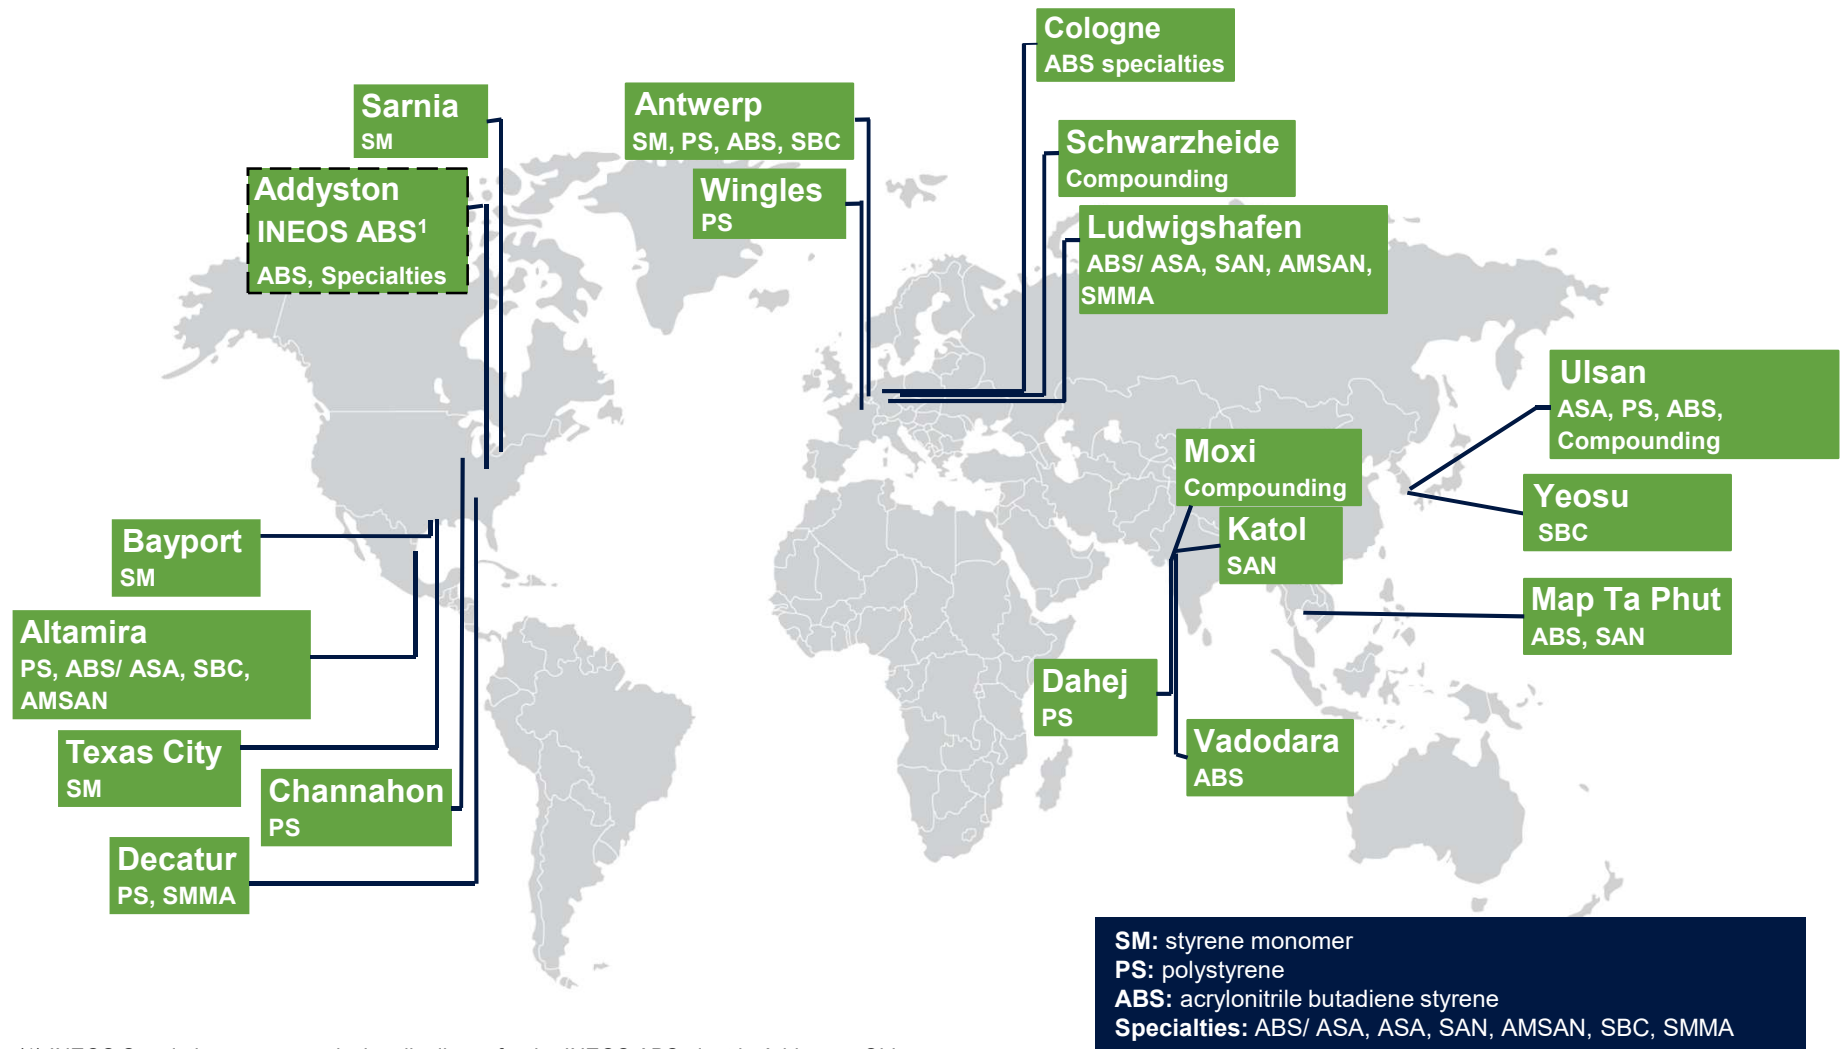 Cologne
ABS specialties
Sarnia
SM
Antwerp
SM, PS, ABS, SBC
Schwarzheide
Compounding
Addyston
INEOS ABS¹
ABS, Specialties
Wingles
PS
Ludwigshafen
ABS/ ASA, SAN, AMSAN,
SMMA
Ulsan
ASA, PS, ABS,
Compounding
Moxi
Compounding
Yeosu
SBC
Katol
SAN
Bayport
SM
Map Ta Phut
ABS, SAN
Altamira
PS, ABS/ ASA, SBC,
AMSAN
Dahej
PS
Vadodara
ABS
Texas City
SM
Channahon
PS
Decatur
PS, SMMA
SM: styrene monomer
PS: polystyrene
ABS: acrylonitrile butadiene styrene
Specialties: ABS/ ASA, ASA, SAN, AMSAN, SBC, SMMA